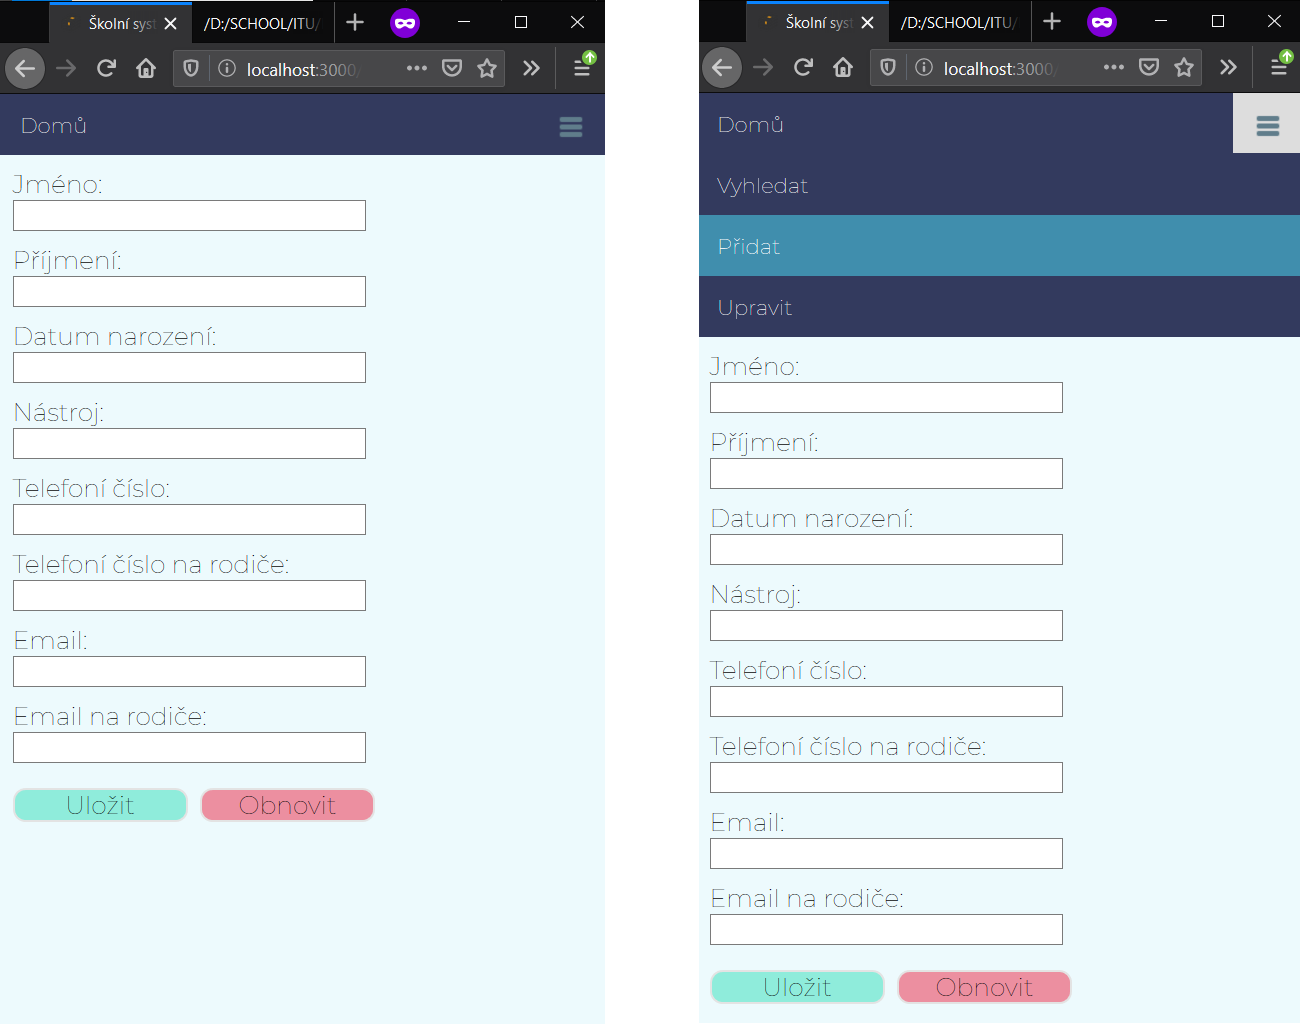 Školní sys
/D:/SCHOOL/ITU/
localhost:3000/
Domů
Jméno:
Příjmení:
Datum narození:
Nástroj:
Telefoní číslo:
Telefoní číslo na rodiče:
Email:
Email na rodiče:
Uložit
Obnovit
Školní sys
/D:/SCHOOL/ITU/
localhost:3000/
Domů
Vyhledat
Přidat
Upravit
Jméno:
Příjmení:
Datum narození:
Nástroj:
Telefoní číslo:
Telefoní číslo na rodiče:
Email:
Email na rodiče:
Uložit
Obnovit